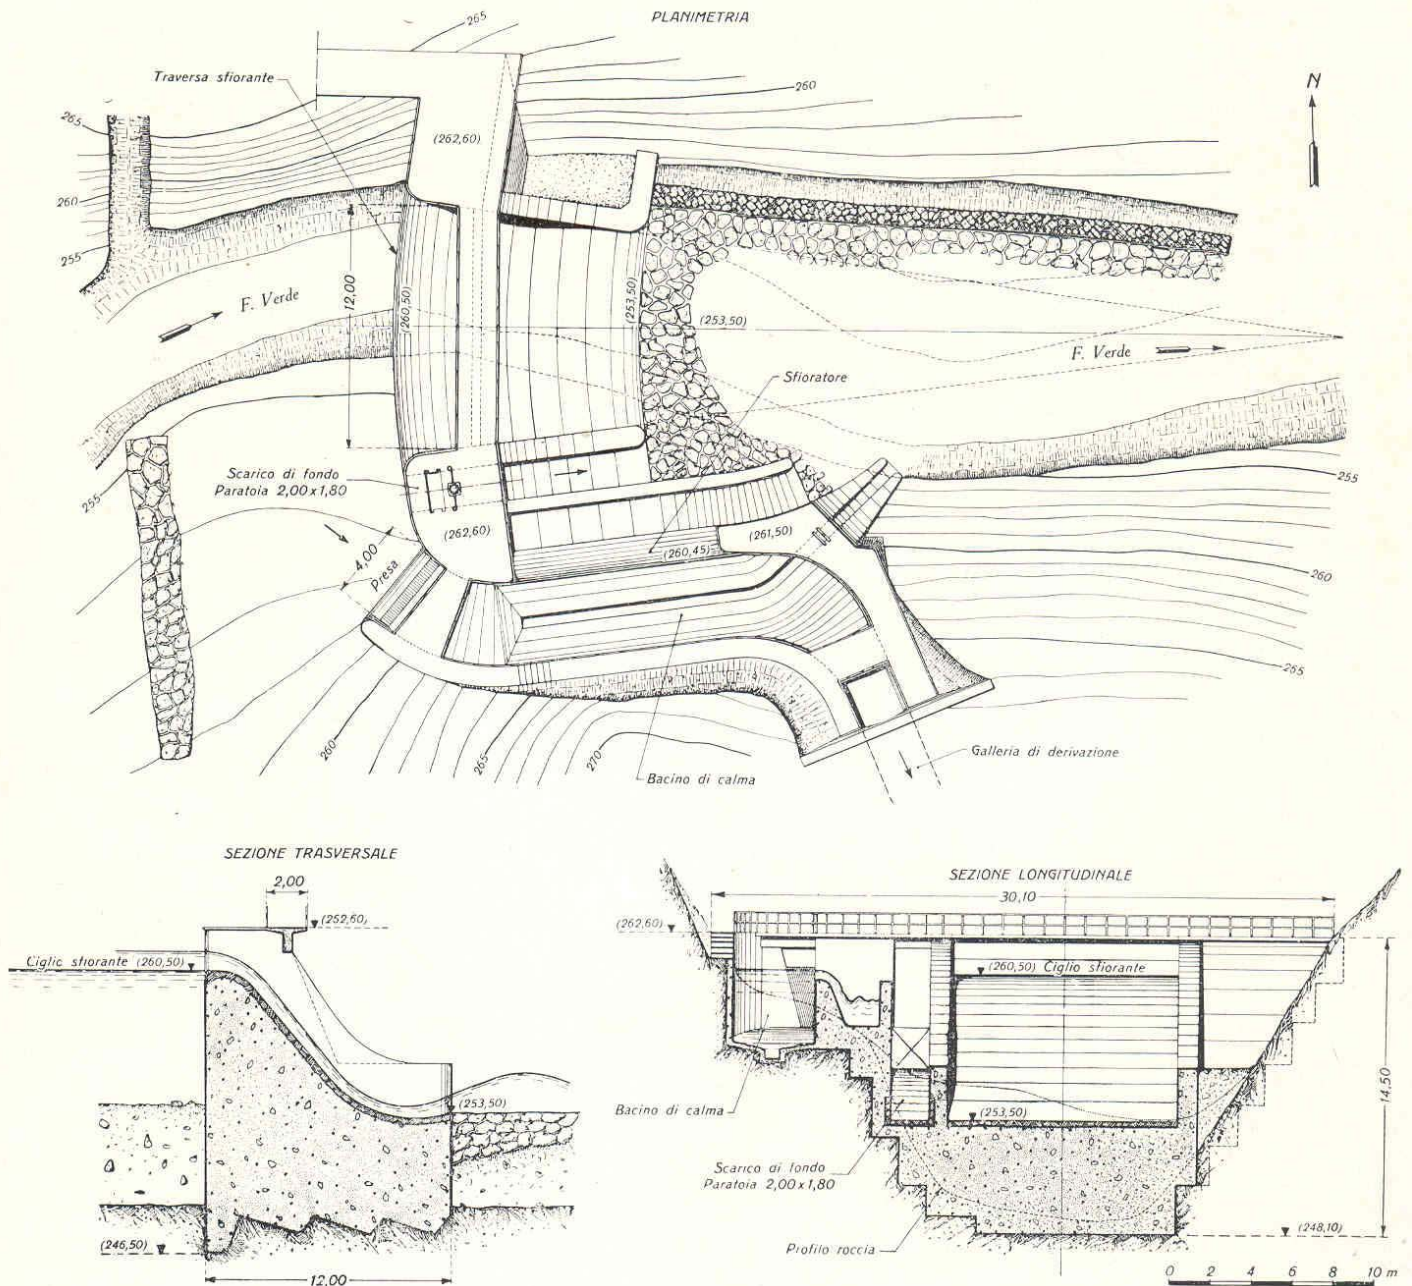 PLANIMETRIA
265
Traversa sfiorante
260
N
265
(262,60)
260
255
F. Verde
12,00
(260,50)
(253,50)
(253,50)
F. Verde
Sfioratore
Scarico di fondo
Paratoia 2,00 x 1,80
255
255
(262,60)
(260,45)
(261,50)
4,00
Presa
260
265
260
265
270
Galleria di derivazione
Bacino di calma
SEZIONE TRASVERSALE
2,00
(262,60)
Ciglio sfiorante (260,50)
(253,50)
(246,50)
12,00
SEZIONE LONGITUDINALE
30,10
(262,60)
(260,50) Ciglio sfiorante
14,50
Bacino di calma
(253,50)
Scarico di fondo
Paratoia 2,00 x 1,80
(248,10)
Profilo roccia
0 2 4 6 8 10 m